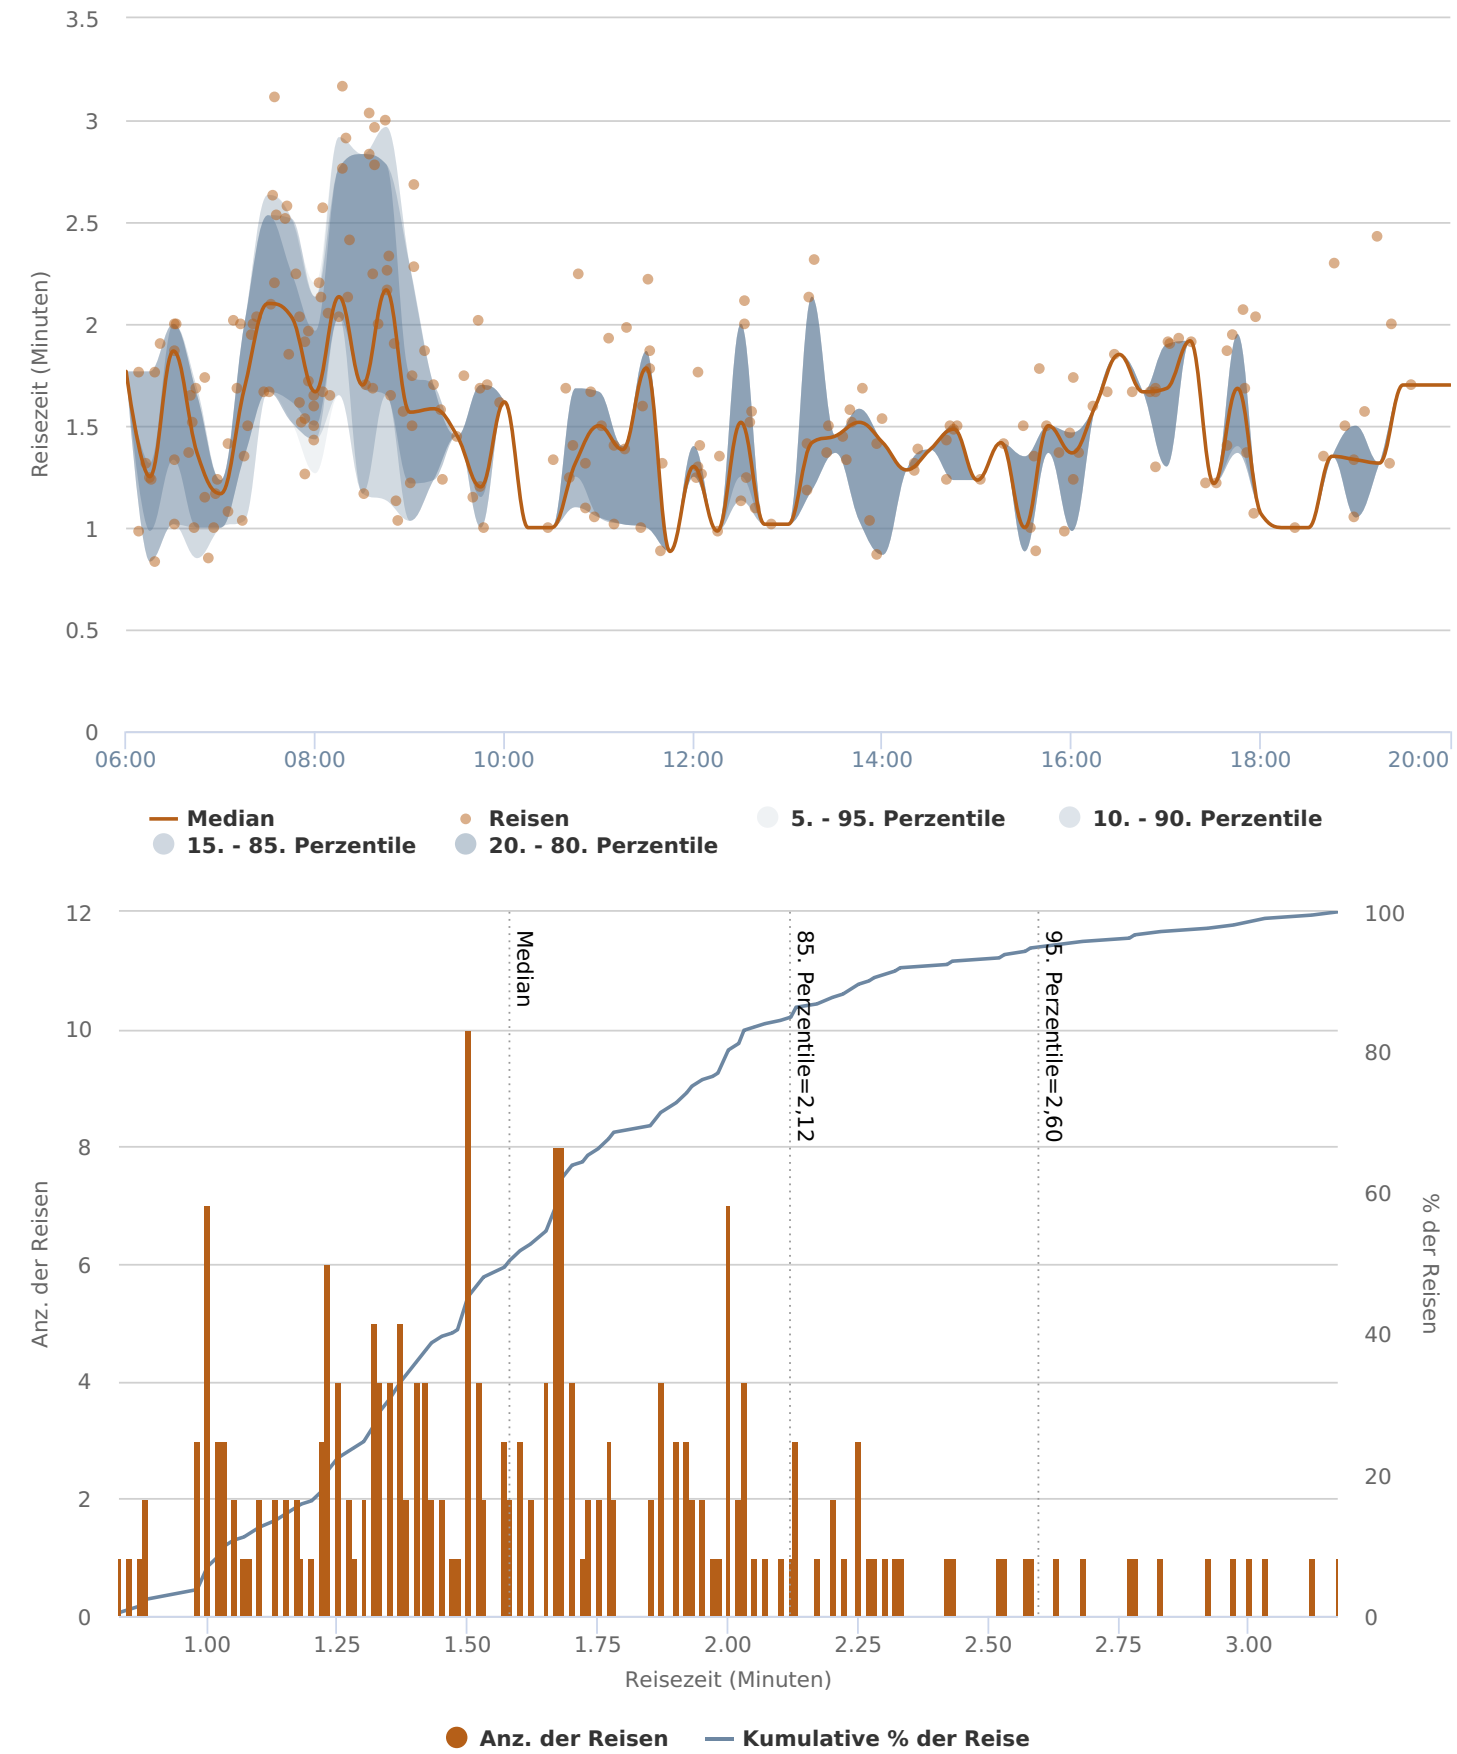 3.5
3
2.5
2
1.5
1
0.5
0
Reisezeit (Minuten)
06:00 08:00 10:00 12:00 14:00 16:00 18:00 20:00
Median Reisen 5. - 95. Perzentile 10. - 90. Perzentile
15. - 85. Perzentile 20. - 80. Perzentile
12
10
8
6
4
2
0
Anz. der Reisen
Median
85. Perzentile=2,12
95. Perzentile=2,60
100
80
60
40
20
0
% der Reisen
1.00 1.25 1.50 1.75 2.00 2.25 2.50 2.75 3.00
Reisezeit (Minuten)
Anz. der Reisen Kumulative % der Reise